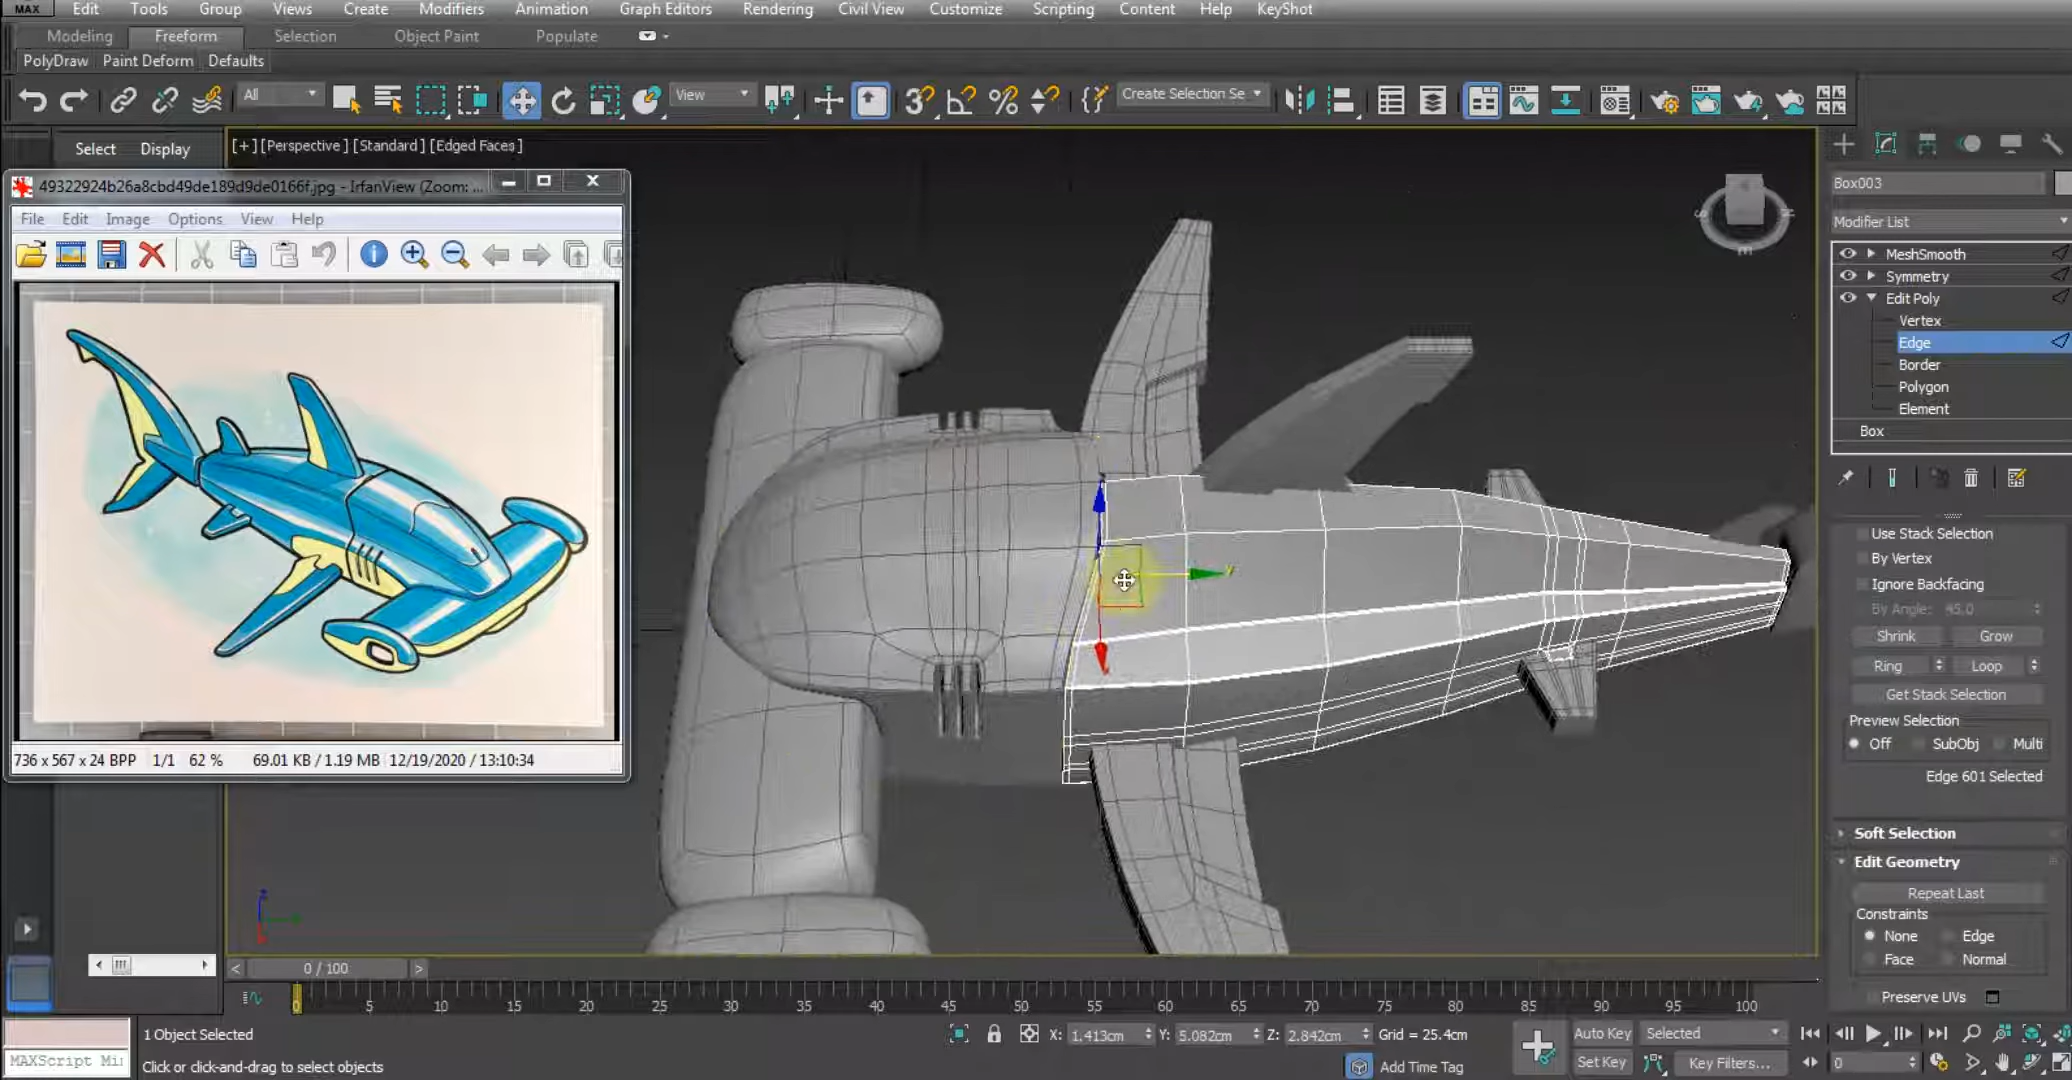 MAX Edit Tools Group Views Create Modifiers Animation Graph Editors Rendering Civil View Customize Scripting Content Help KeyShot
Modeling Freeform Selection Object Paint Populate
PolyDraw Paint Deform Defaults
All View Create Selection Se
Select Display
[+] [Perspective] [Standard] [Edged Faces]
49322924b26a8cbd49de189d9de0166f.jpg - IrfanView (Zoom: ...
File Edit Image Options View Help
736 x 567 x 24 BPP 1/1 62 % 69.01 KB / 1.19 MB 12/19/2020 / 13:10:34
Box003
Modifier List
MeshSmooth
Symmetry
Edit Poly
Vertex
Edge
Border
Polygon
Element
Box
Use Stack Selection
By Vertex
Ignore Backfacing
By Angle: 45.0
Shrink Grow
Ring Loop
Get Stack Selection
Preview Selection
Off SubObj Multi
Edge 601 Selected
Soft Selection
Edit Geometry
Repeat Last
Constraints
None Edge
Face Normal
Preserve UVs
< 0 / 100 >
0 5 10 15 20 25 30 35 40 45 50 55 60 65 70 75 80 85 90 95 100
1 Object Selected
X: 1.413cm Y: 5.082cm Z: 2.842cm Grid = 25.4cm
Auto Key Selected
MAXScript Mi
Click or click-and-drag to select objects
Add Time Tag
Set Key Key Filters... 0